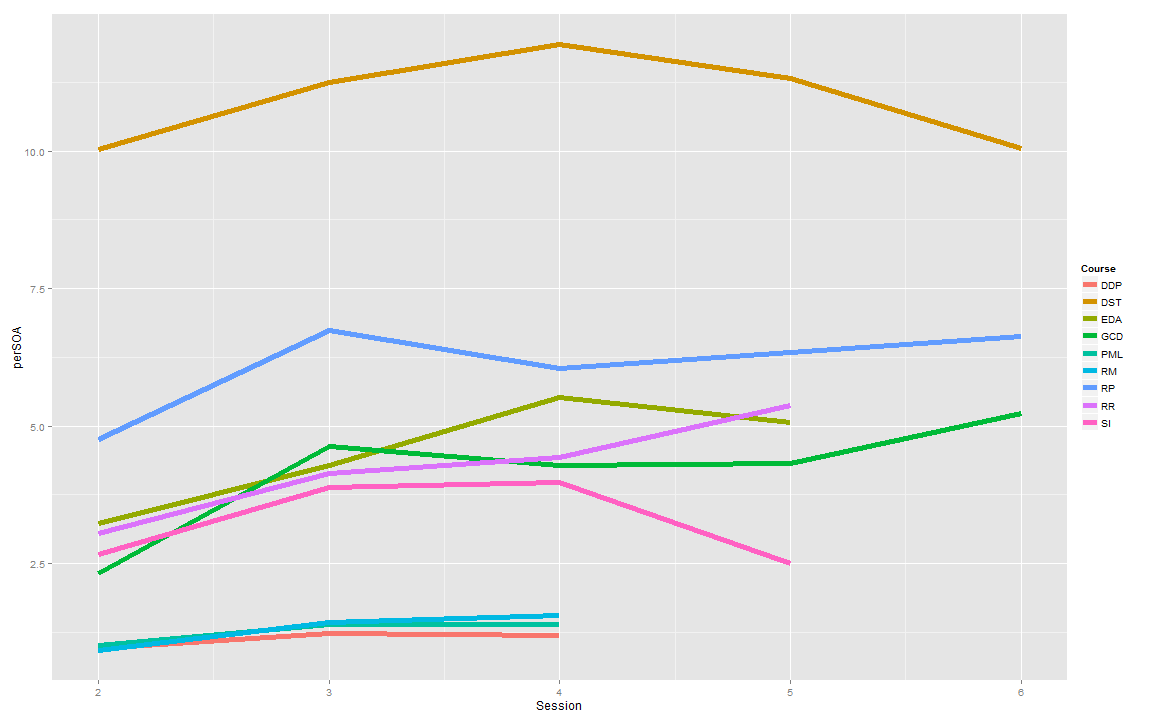 10.0
7.5
5.0
2.5
perSOA
2
3
4
5
6
Session
Course
DDP
DST
EDA
GCD
PML
RM
RP
RR
SI